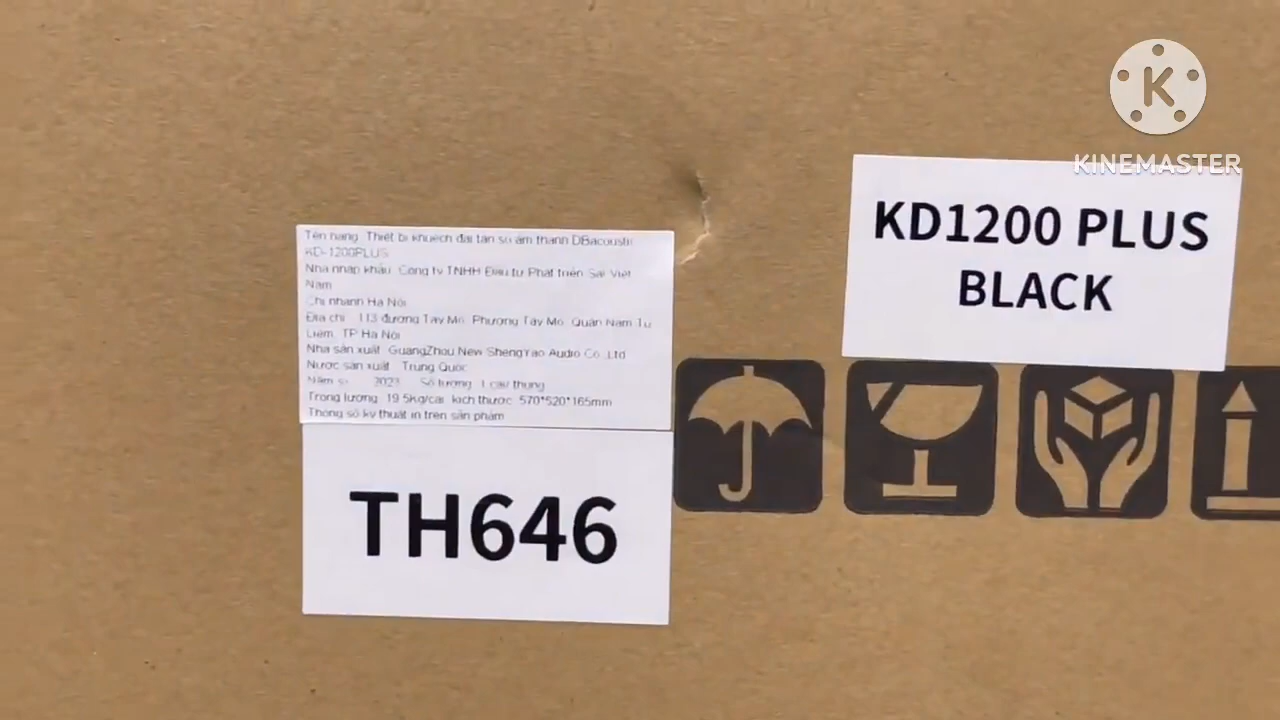 KINEMASTER
KD1200 PLUS
BLACK
Tên hàng: Thiết bị khuếch đại tần số âm thanh DBacoustic
KD-1200PLUS
Nhà nhập khẩu: Công ty TNHH Đầu tư Phát triển Sài Việt
Nam
Chi nhánh Hà Nội
Địa chỉ: 113 đường Tây Mỗ, Phường Tây Mỗ, Quận Nam Từ
Liêm, TP Hà Nội
Nhà sản xuất: GuangZhou New ShengYao Audio Co.,Ltd
Nước sản xuất: Trung Quốc
Năm 2023 Số lượng: 1 cái/ thùng
Trọng lượng: 19.5kg/cái, kích thước: 570*520*165mm
Thông số kỹ thuật in trên sản phẩm
TH646